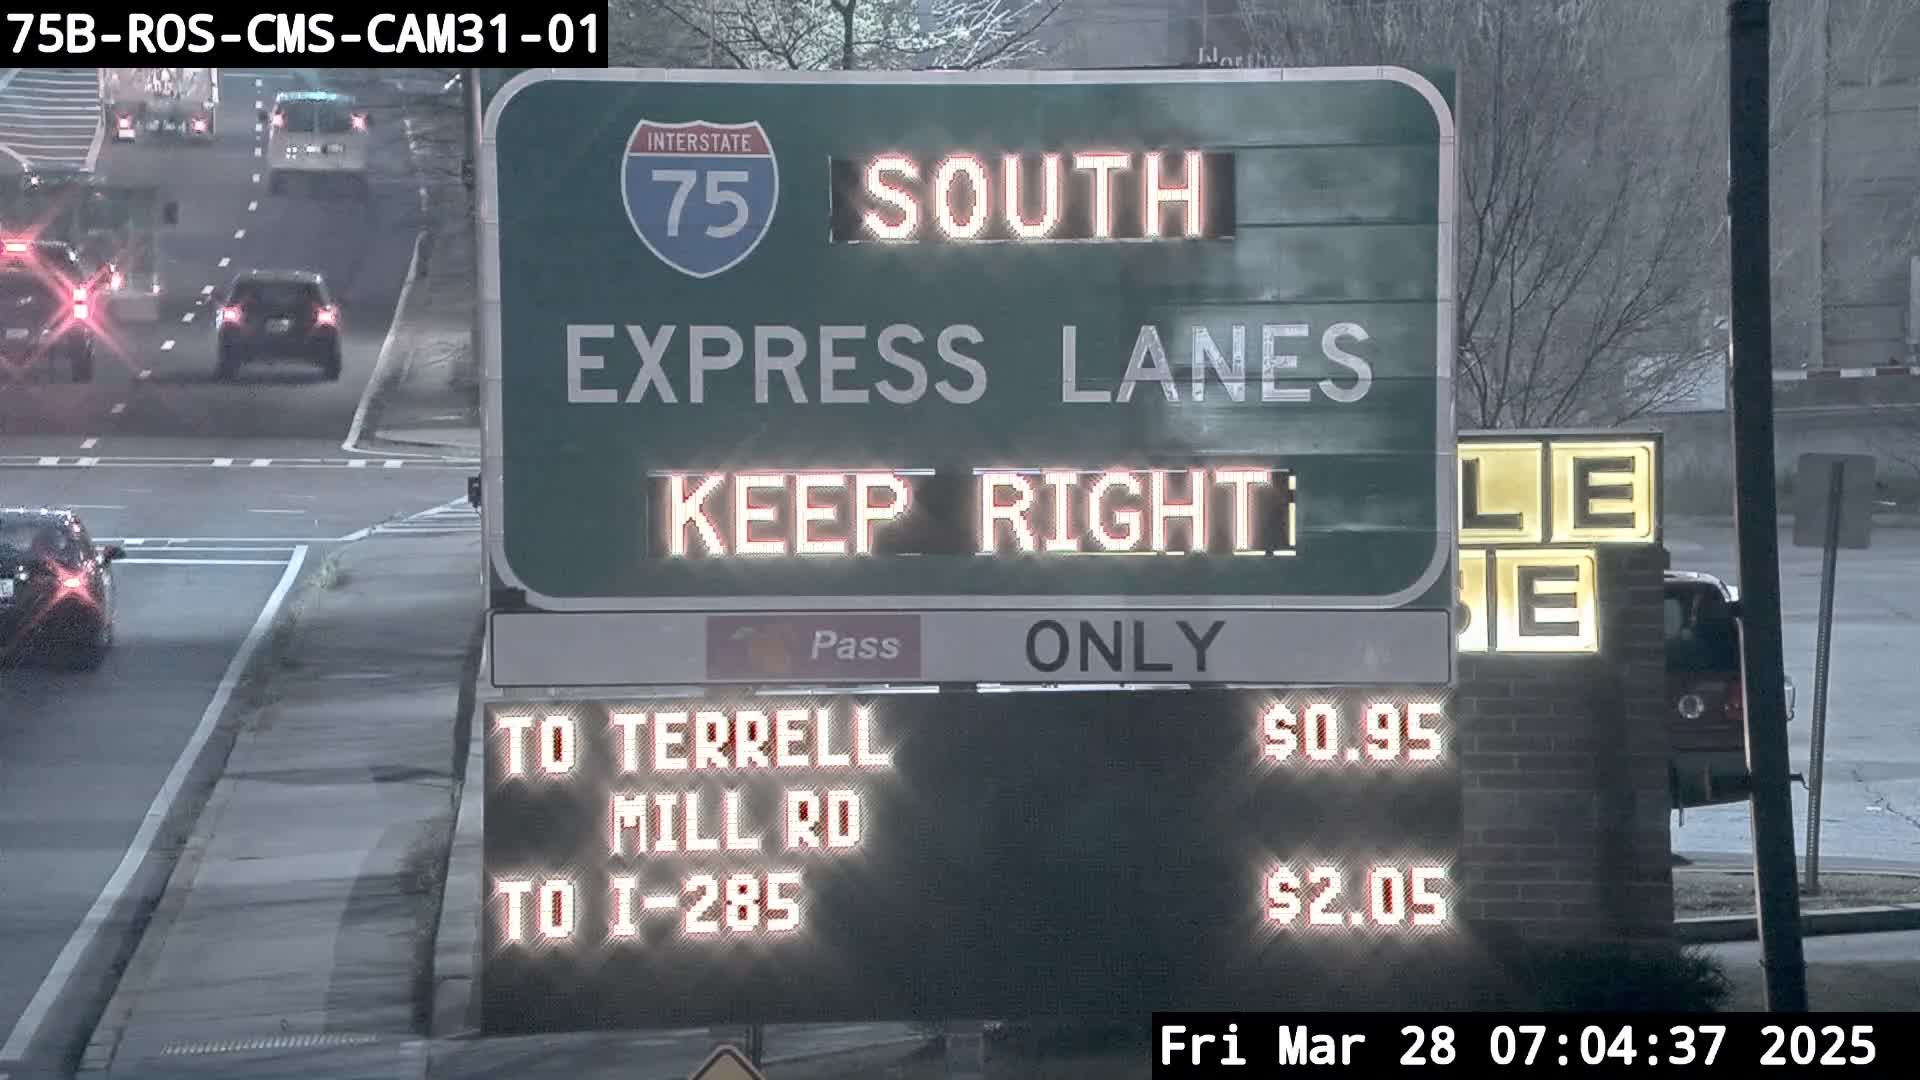 75B-ROS-CMS-CAM31-01
INTERSTATE
75
SOUTH
EXPRESS LANES
KEEP RIGHT
LE
E
Pass ONLY
TO TERRELL $0.95
MILL RD
TO I-285 $2.05
Fri Mar 28 07:04:37 2025